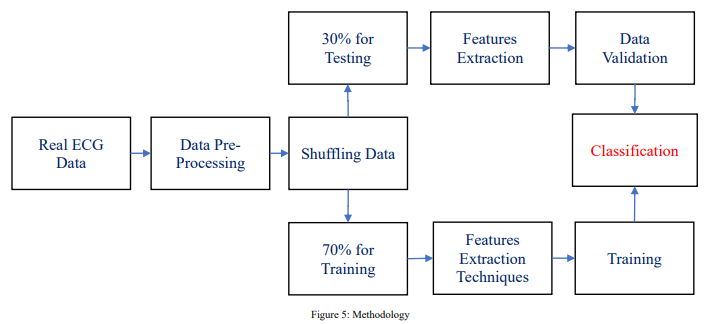 30% for
Testing
Features
Extraction
Data
Validation
Real ECG
Data
Data Pre-
Processing
Shuffling Data
Classification
70% for
Training
Features
Extraction
Techniques
Training
Figure 5: Methodology